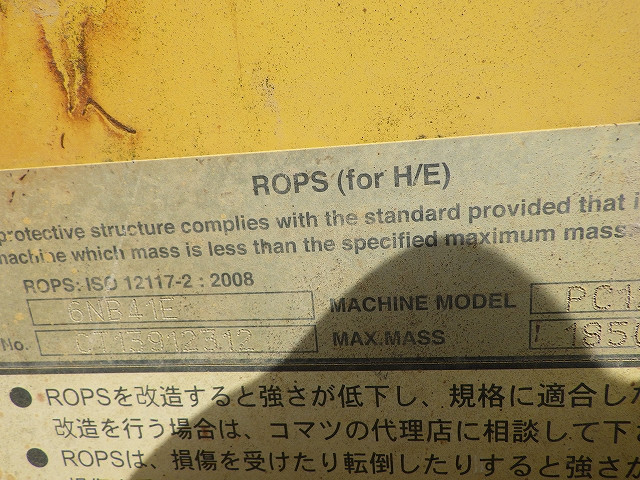 ROPS (for H/E)
protective structure complies with the standard provided that i
machine which mass is less than the specified maximum mass
ROPS: ISO 12117-2 : 2008
6NB41E MACHINE MODEL PC1
No. MAX.MASS 1850
● ROPSを改造すると強さが低下し、規格に適合した
改造を行う場合は、コマツの代理店に相談して下さ
● ROPSは、損傷を受けたり転倒したりすると強さが